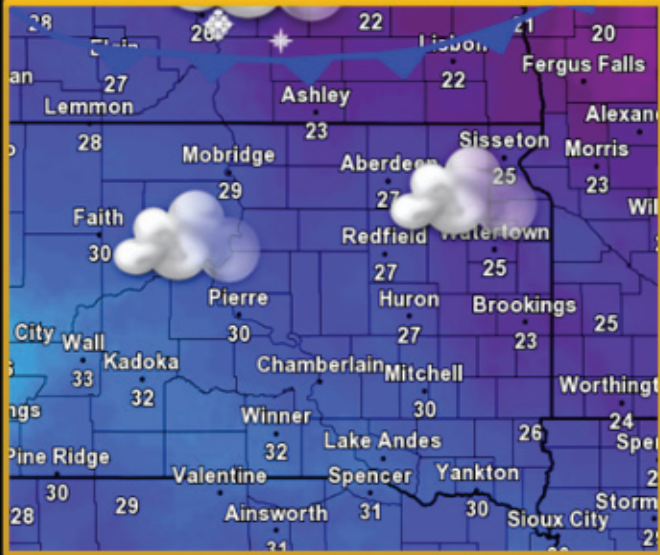 28
20
22
21
20
Elgin
Lisbon
Fergus Falls
27
22
Lemmon
Ashley
23
28
Sisseton
Morris
Mobridge
Aberdeen
25
23
29
27
Faith
30
Redfield
Watertown
27
25
Pierre
Huron
Brookings
30
27
23
25
City
Wall
33
Kadoka
32
Chamberlain
Mitchell
30
Winner
32
24
26
Lake Andes
Pine Ridge
Valentine
Spencer
Yankton
30
29
28
Ainsworth
31
30
Sioux City
Storm
31